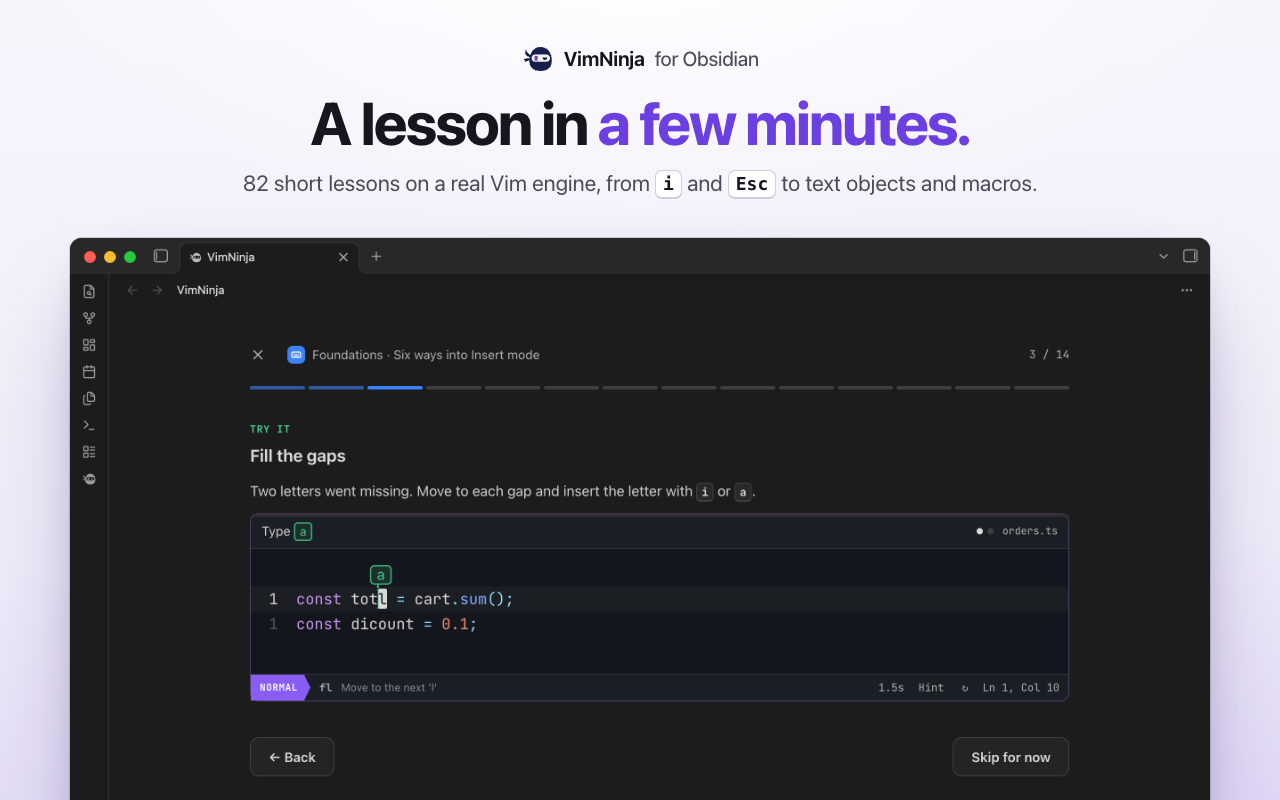 VimNinja for Obsidian
A lesson in a few minutes.
82 short lessons on a real Vim engine, from i and Esc to text objects and macros.
VimNinja
VimNinja
Foundations · Six ways into Insert mode
3 / 14
TRY IT
Fill the gaps
Two letters went missing. Move to each gap and insert the letter with i or a.
Type a
orders.ts
a
1 const totl = cart.sum();
1 const dicount = 0.1;
NORMAL fl Move to the next 'l'
1.5s Hint ↻ Ln 1, Col 10
← Back
Skip for now